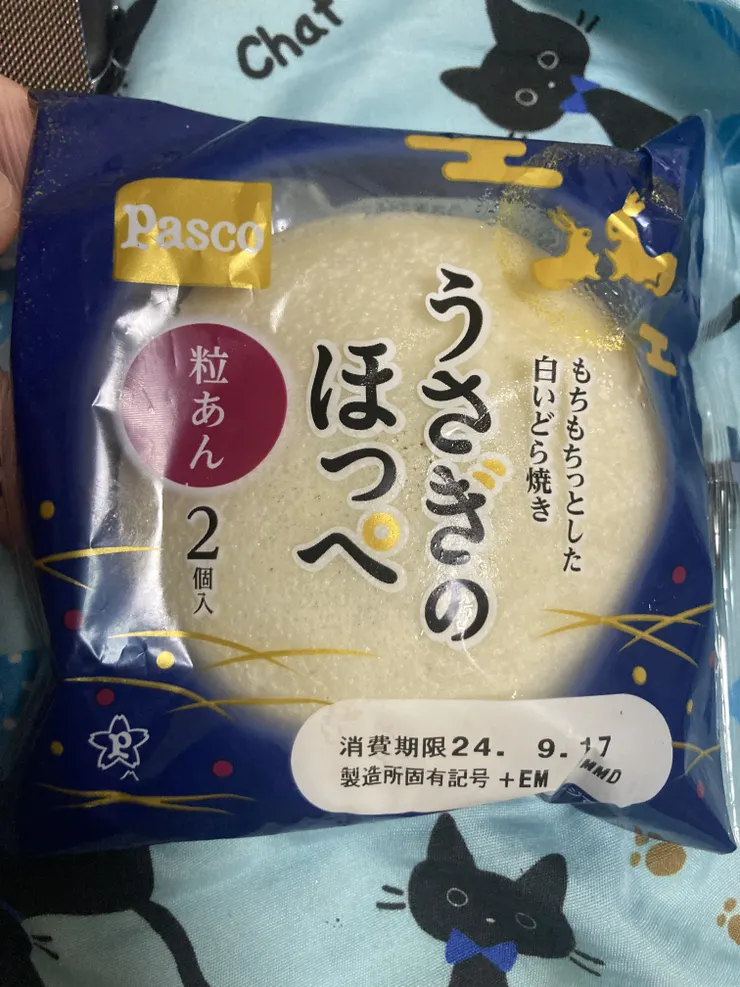 Chat
Pasco
もちもちっとした
白いどら焼き
うさぎの
ほっぺ
粒あん
2個入
P
消費期限24. 9. 17
製造所固有記号 +EM
MMD